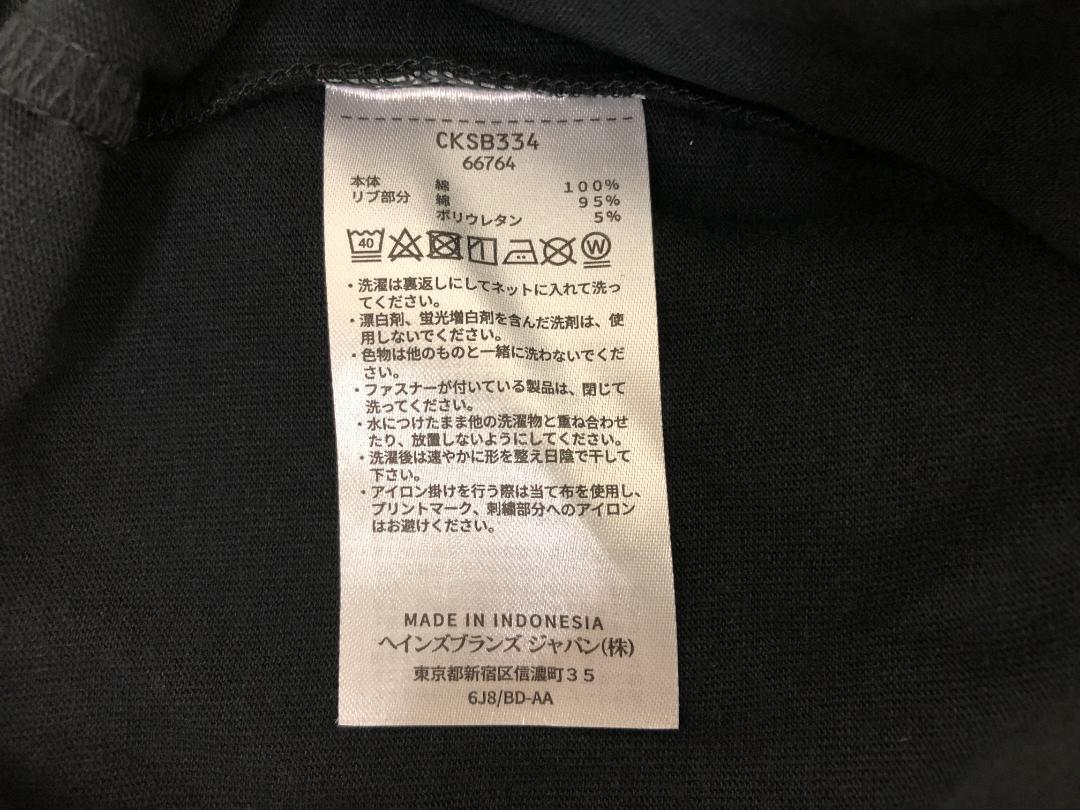 CKSB334
66764
本体 綿 100%
リブ部分 綿 95%
ポリウレタン 5%
40 W
・洗濯は裏返しにしてネットに入れて洗っ
てください。
・漂白剤、蛍光増白剤を含んだ洗剤は、使
用しないでください。
・色物は他のものと一緒に洗わないでくだ
さい。
・ファスナーが付いている製品は、閉じて
洗ってください。
・水につけたまま他の洗濯物と重ね合わせ
たり、放置しないようにしてください。
・洗濯後は速やかに形を整え日陰で干して
下さい。
・アイロン掛けを行う際は当て布を使用し、
プリントマーク、刺繍部分へのアイロン
はお避けください。
MADE IN INDONESIA
ヘインズブランズ ジャパン(株)
東京都新宿区信濃町35
6J8/BD-AA